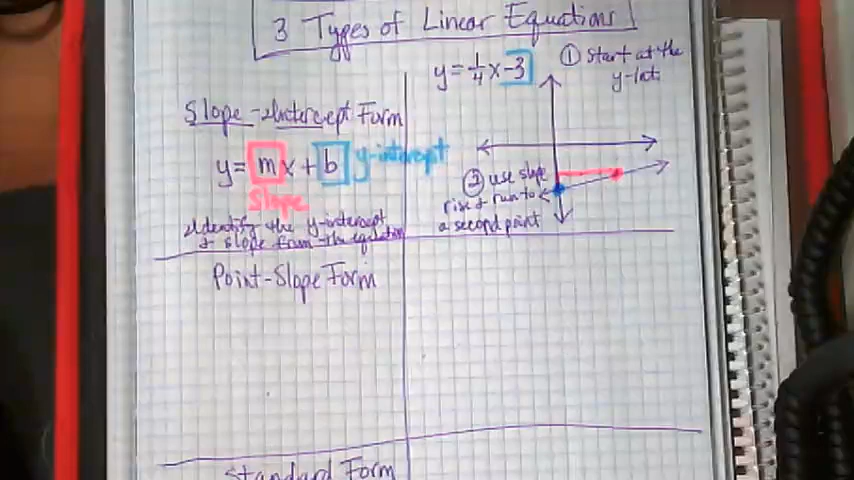 3 Types of Linear Equations
Slope-Intercept Form
y = mx + b y-intercept
Slope
Identify the y-intercept
+ slope from the equation
y = 1/4 x - 3
① Start at the
y-int.
② use slope
rise + run to
a second point
Point-Slope Form
Standard Form